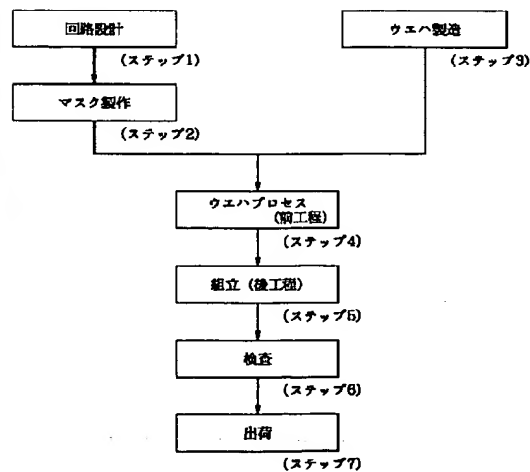 回路設計
(ステップ1)
マスク製作
(ステップ2)
ウエハ製造
(ステップ3)
ウエハプロセス
(前工程)
(ステップ4)
組立(後工程)
(ステップ5)
検査
(ステップ6)
出荷
(ステップ7)